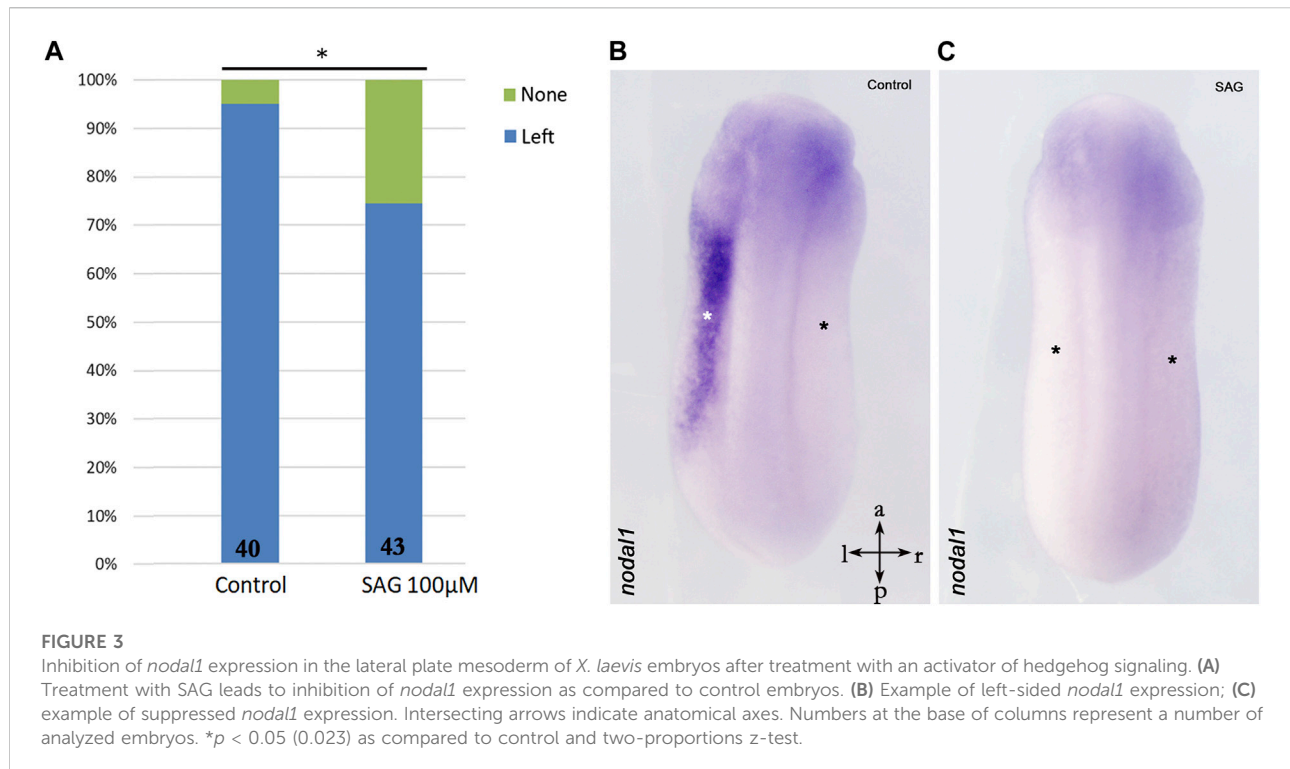 A
*
100%
90%
80%
70%
60%
50%
40%
30%
20%
10%
0%
40
43
Control
SAG 100µM
None
Left
B
Control
*
*
nodal1
a
l
r
p
C
SAG
*
*
nodal1
FIGURE 3
Inhibition of nodal1 expression in the lateral plate mesoderm of X. laevis embryos after treatment with an activator of hedgehog signaling. (A)
Treatment with SAG leads to inhibition of nodal1 expression as compared to control embryos. (B) Example of left-sided nodal1 expression; (C)
example of suppressed nodal1 expression. Intersecting arrows indicate anatomical axes. Numbers at the base of columns represent a number of
analyzed embryos. *p < 0.05 (0.023) as compared to control and two-proportions z-test.